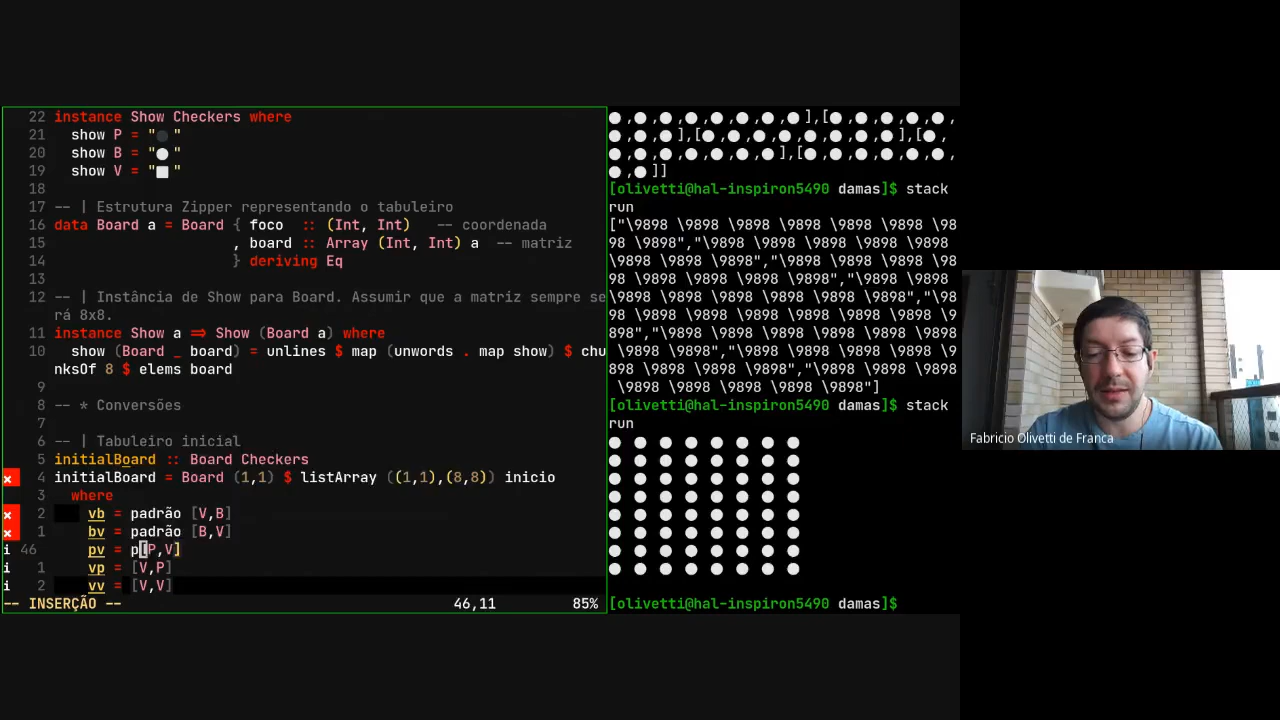 22 instance Show Checkers where
21 show P = "⚫ "
20 show B = "⚪ "
19 show V = "⬜ "
18
17 -- | Estrutura Zipper representando o tabuleiro
16 data Board a = Board { foco :: (Int, Int) -- coordenada
15 , board :: Array (Int, Int) a -- matriz
14 } deriving Eq
13
12 -- | Instância de Show para Board. Assumir que a matriz sempre se
rá 8x8.
11 instance Show a => Show (Board a) where
10 show (Board _ board) = unlines $ map (unwords . map show) $ chu
nksOf 8 $ elems board
9
8 -- * Conversões
7
6 -- | Tabuleiro inicial
5 initialBoard :: Board Checkers
× 4 initialBoard = Board (1,1) $ listArray ((1,1),(8,8)) inicio
3 where
× 2 vb = padrão [V,B]
× 1 bv = padrão [B,V]
i 46 pv = p[P,V]
i 1 vp = [V,P]
i 2 vv = [V,V]
-- INSERÇÃO -- 46,11 85%
●,●,●,●,●,●,●,●],[●,●,●,●,●
,●,●],[●,●,●,●,●,●,●,●],[●,
●,●,●,●,●,●,●],[●,●,●,●,●,●
,●,●]]
[olivetti@hal-inspiron5490 damas]$ stack
run
["\9898 \9898 \9898 \9898 \9898 \9898 \98
98 \9898","\9898 \9898 \9898 \9898 \9898
\9898 \9898 \9898","\9898 \9898 \9898 \98
98 \9898 \9898 \9898 \9898","\9898 \9898
\9898 \9898 \9898 \9898 \9898 \9898","\98
98 \9898 \9898 \9898 \9898 \9898 \9898 \9
898","\9898 \9898 \9898 \9898 \9898 \9898
\9898 \9898","\9898 \9898 \9898 \9898 \9
898 \9898 \9898 \9898","\9898 \9898 \9898
\9898 \9898 \9898 \9898 \9898"]
[olivetti@hal-inspiron5490 damas]$ stack
run
● ● ● ● ● ● ● ●
● ● ● ● ● ● ● ●
● ● ● ● ● ● ● ●
● ● ● ● ● ● ● ●
● ● ● ● ● ● ● ●
● ● ● ● ● ● ● ●
● ● ● ● ● ● ● ●
● ● ● ● ● ● ● ●
[olivetti@hal-inspiron5490 damas]$
Fabricio Olivetti de Franca